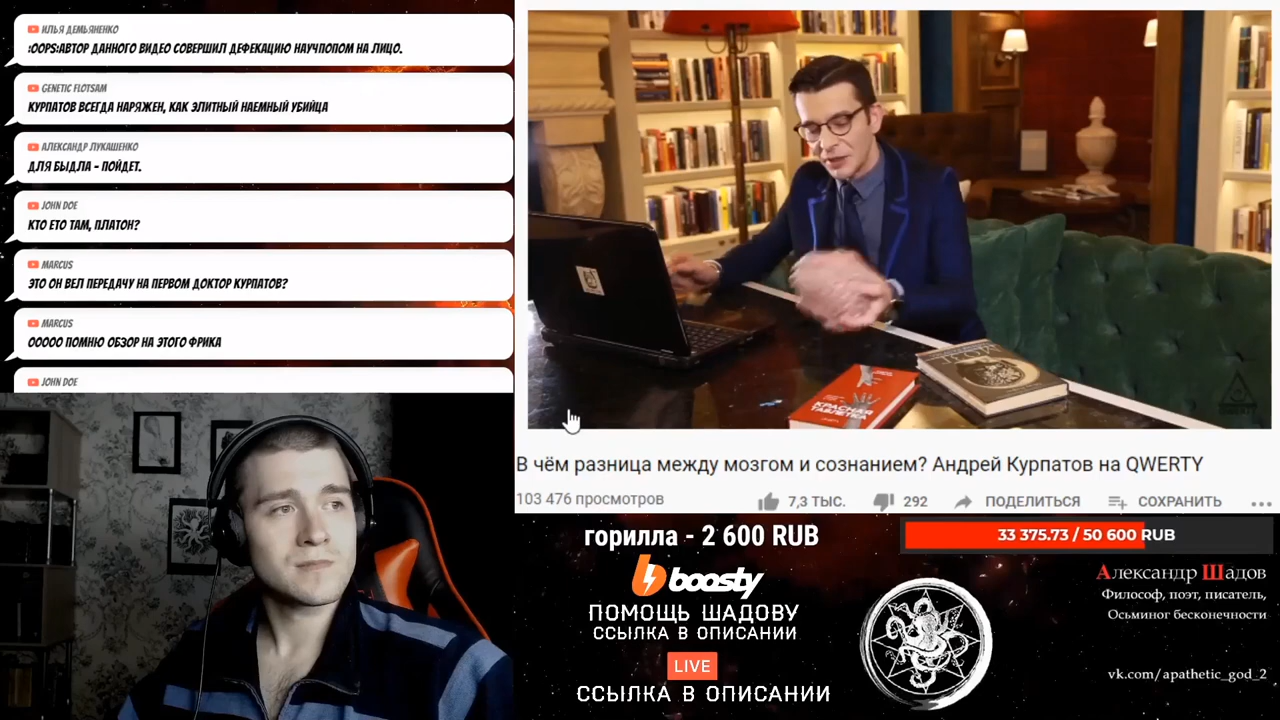 ИЛЬЯ ДЕМЬЯНЕНКО
:OOPS:АВТОР ДАННОГО ВИДЕО СОВЕРШИЛ ДЕФЕКАЦИЮ НАУЧПОПОМ НА ЛИЦО.
GENETIC FLOTSAM
КУРПАТОВ ВСЕГДА НАРЯЖЕН, КАК ЭЛИТНЫЙ НАЕМНЫЙ УБИЙЦА
АЛЕКСАНДР ЛУКАШЕНКО
ДЛЯ БЫДЛА - ПОЙДЕТ.
JOHN DOE
КТО ЕТО ТАМ, ПЛАТОН?
MARCUS
ЭТО ОН ВЕЛ ПЕРЕДАЧУ НА ПЕРВОМ ДОКТОР КУРПАТОВ?
MARCUS
ООООО ПОМНЮ ОБЗОР НА ЭТОГО ФРИКА
JOHN DOE
КРАСНАЯ
ТАБЛЕТКА
В чём разница между мозгом и сознанием? Андрей Курпатов на QWERTY
103 476 просмотров
7,3 ТЫС.
292
ПОДЕЛИТЬСЯ
СОХРАНИТЬ
горилла - 2 600 RUB
boosty
ПОМОЩЬ ШАДОВУ
ССЫЛКА В ОПИСАНИИ
LIVE
ССЫЛКА В ОПИСАНИИ
33 375.73 / 50 600 RUB
Александр Шадов
Философ, поэт, писатель,
Осьминог бесконечности
vk.com/apathetic_god_2